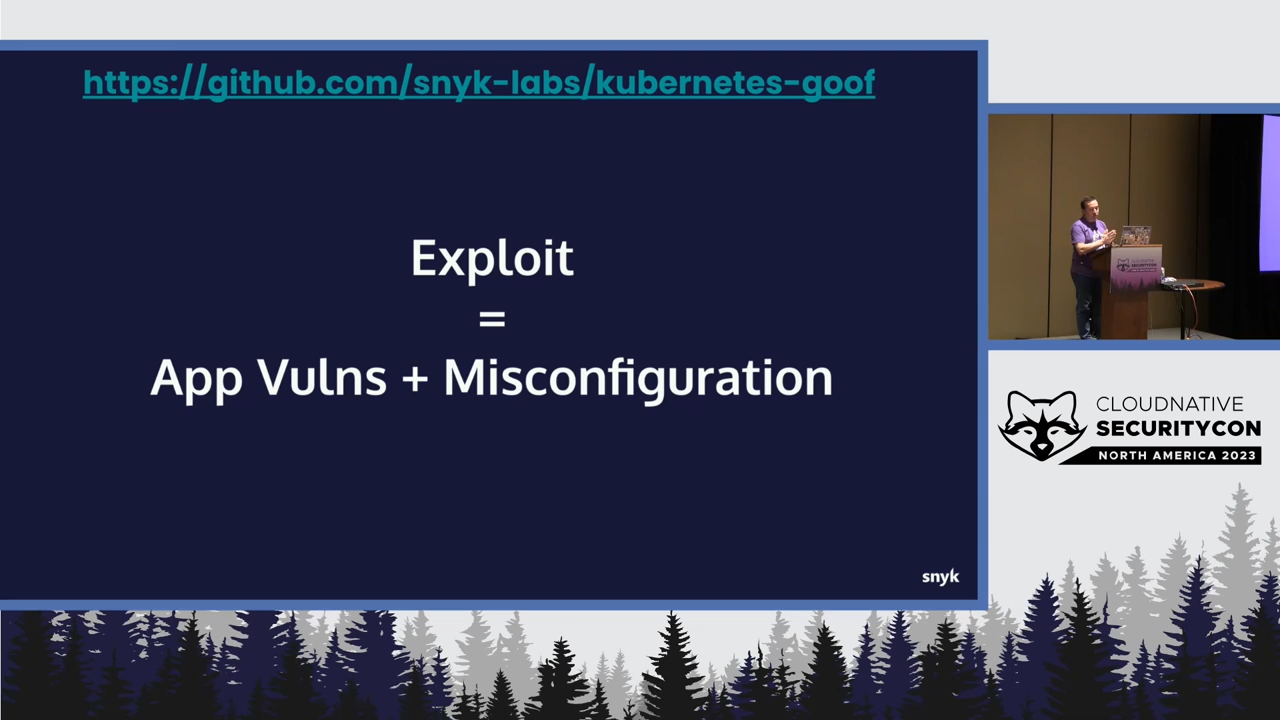 https://github.com/snyk-labs/kubernetes-goof
Exploit
=
App Vulns + Misconfiguration
snyk
CLOUDNATIVE
SECURITYCON
NORTH AMERICA 2023